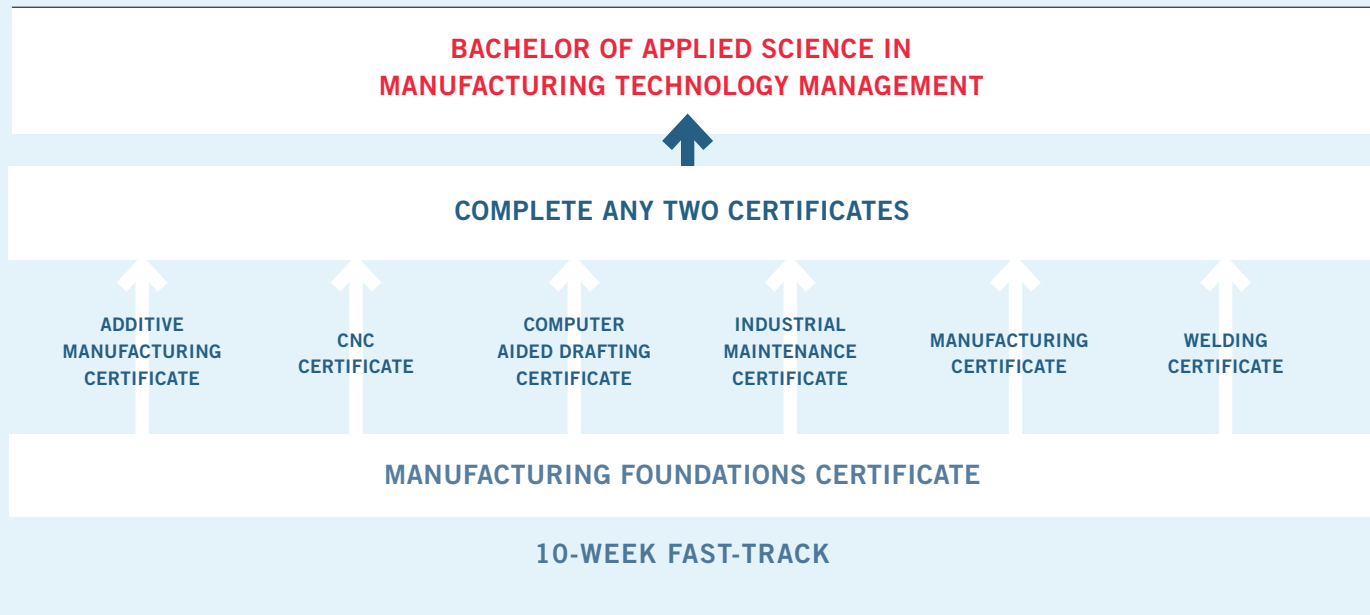 BACHELOR OF APPLIED SCIENCE IN
MANUFACTURING TECHNOLOGY MANAGEMENT
COMPLETE ANY TWO CERTIFICATES
ADDITIVE
MANUFACTURING
CERTIFICATE
CNC
CERTIFICATE
COMPUTER
AIDED DRAFTING
CERTIFICATE
INDUSTRIAL
MAINTENANCE
CERTIFICATE
MANUFACTURING
CERTIFICATE
WELDING
CERTIFICATE
MANUFACTURING FOUNDATIONS CERTIFICATE
10-WEEK FAST-TRACK